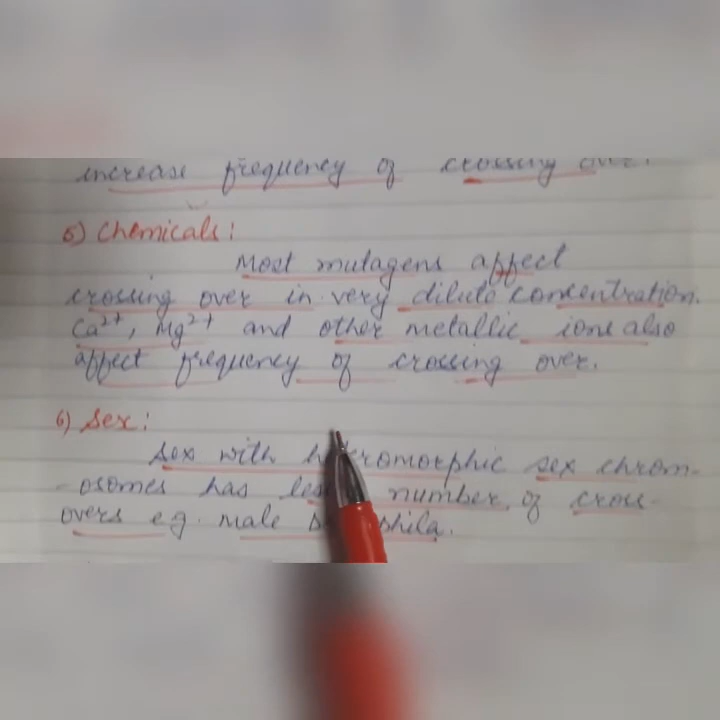 increase frequency of crossing over.
5) Chemicals:
Most mutagens affect
crossing over in very dilute concentration.
Ca²⁺, Mg²⁺ and other metallic ions also
affect frequency of crossing over.
6) Sex:
Sex with chrom-
-osomes has number of cross-
overs e.g. male